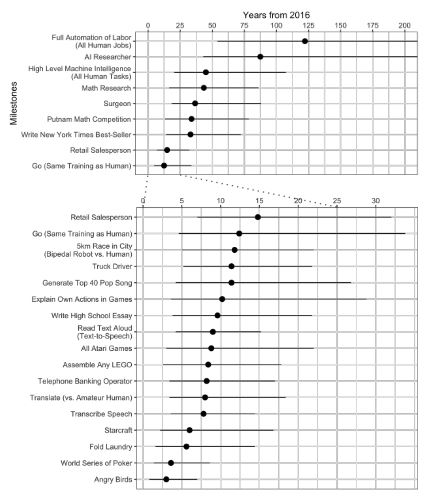 Years from 2016
0 25 50 75 100 125 150 175 200
Milestones
Full Automation of Labor
(All Human Jobs)
AI Researcher
High Level Machine Intelligence
(All Human Tasks)
Math Research
Surgeon
Putnam Math Competition
Write New York Times Best-Seller
Retail Salesperson
Go (Same Training as Human)
0 5 10 15 20 25 30
Retail Salesperson
Go (Same Training as Human)
5km Race in City
(Bipedal Robot vs. Human)
Truck Driver
Generate Top 40 Pop Song
Explain Own Actions in Games
Write High School Essay
Read Text Aloud
(Text-to-Speech)
All Atari Games
Assemble Any LEGO
Telephone Banking Operator
Translate (vs. Amateur Human)
Transcribe Speech
Starcraft
Fold Laundry
World Series of Poker
Angry Birds